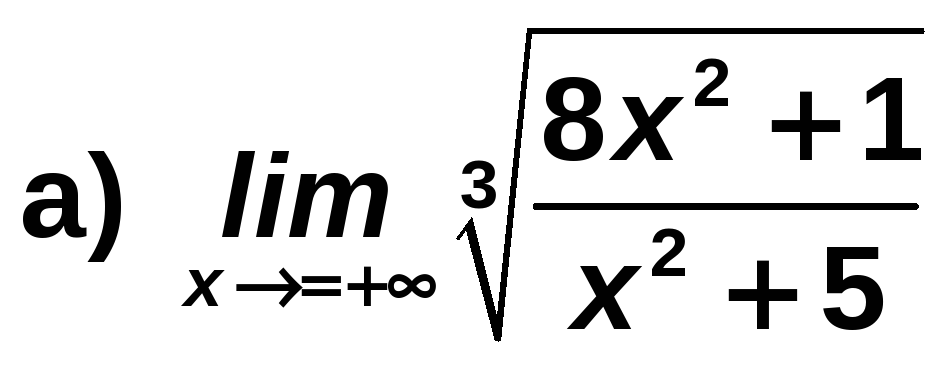 a) lim x→=+∞ ∛((8x² + 1)/(x² + 5))